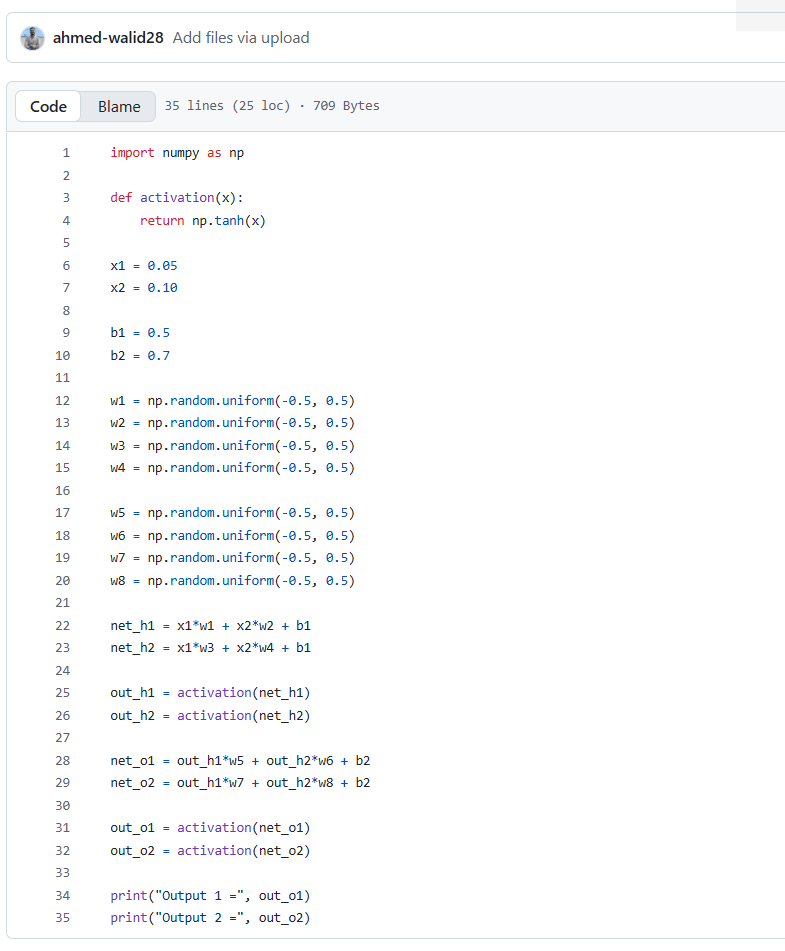 ahmed-walid28 Add files via upload
Code Blame 35 lines (25 loc) · 709 Bytes
1 import numpy as np
2
3 def activation(x):
4     return np.tanh(x)
5
6 x1 = 0.05
7 x2 = 0.10
8
9 b1 = 0.5
10 b2 = 0.7
11
12 w1 = np.random.uniform(-0.5, 0.5)
13 w2 = np.random.uniform(-0.5, 0.5)
14 w3 = np.random.uniform(-0.5, 0.5)
15 w4 = np.random.uniform(-0.5, 0.5)
16
17 w5 = np.random.uniform(-0.5, 0.5)
18 w6 = np.random.uniform(-0.5, 0.5)
19 w7 = np.random.uniform(-0.5, 0.5)
20 w8 = np.random.uniform(-0.5, 0.5)
21
22 net_h1 = x1*w1 + x2*w2 + b1
23 net_h2 = x1*w3 + x2*w4 + b1
24
25 out_h1 = activation(net_h1)
26 out_h2 = activation(net_h2)
27
28 net_o1 = out_h1*w5 + out_h2*w6 + b2
29 net_o2 = out_h1*w7 + out_h2*w8 + b2
30
31 out_o1 = activation(net_o1)
32 out_o2 = activation(net_o2)
33
34 print("Output 1 =", out_o1)
35 print("Output 2 =", out_o2)